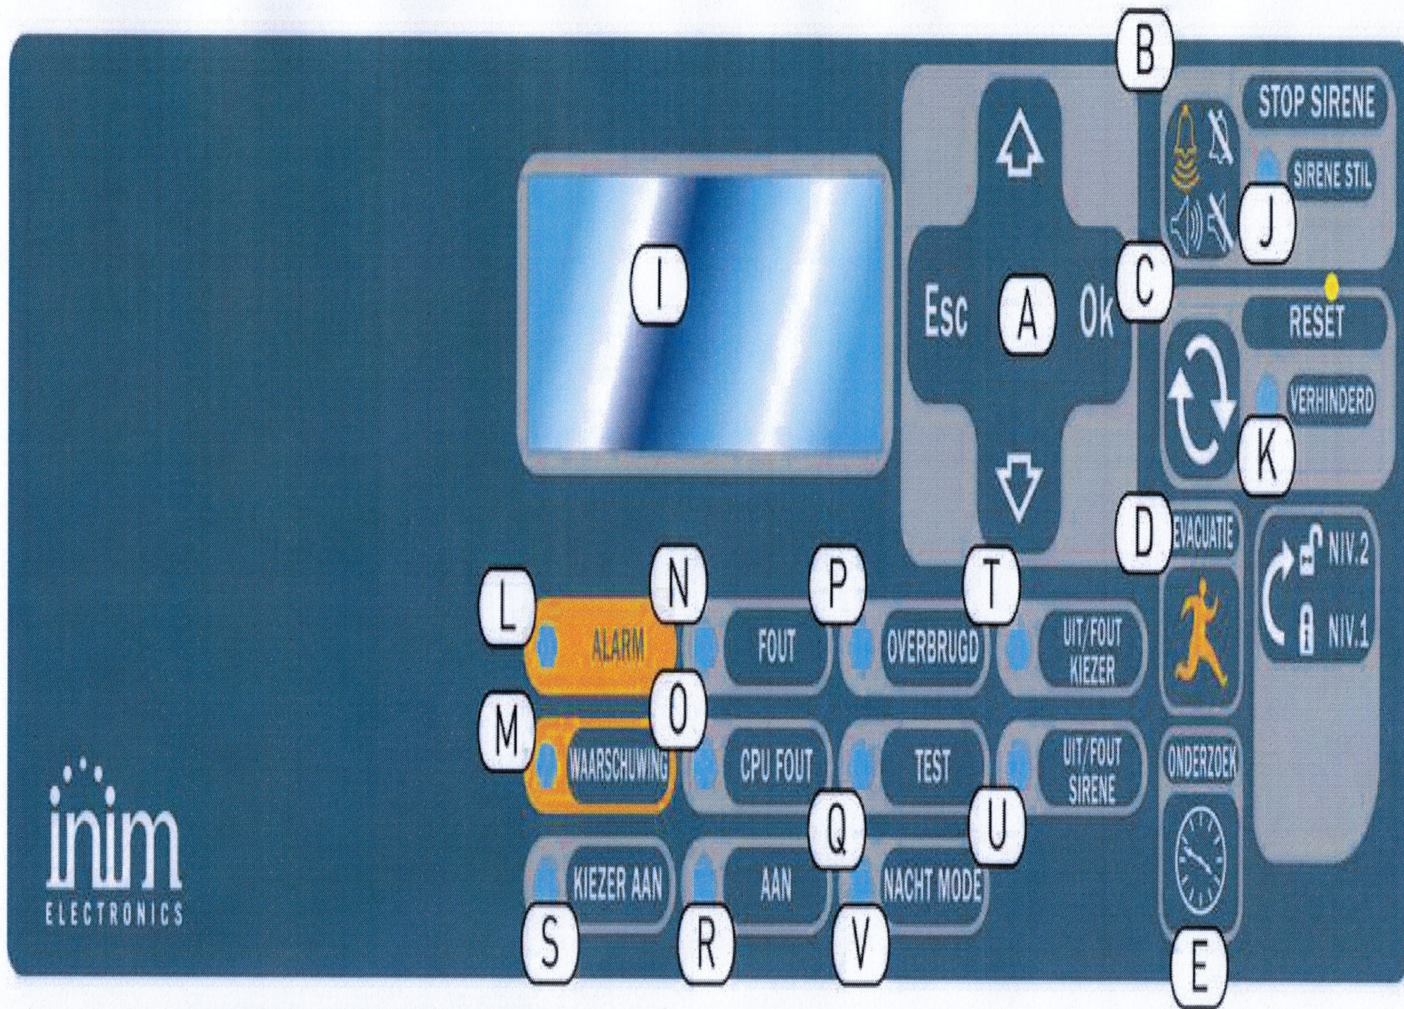 B
STOP SIRENE
SIRENE STIL
J
I
Esc
A
Ok
C
RESET
VERHINDERD
K
D
EVACUATIE
NIV.2
NIV.1
L
ALARM
N
FOUT
P
OVERBRUGD
T
UIT/FOUT
KIEZER
M
WAARSCHUWING
O
CPU FOUT
Q
TEST
U
UIT/FOUT
SIRENE
ONDERZOEK
E
S
KIEZER AAN
R
AAN
V
NACHT MODE
inim
ELECTRONICS